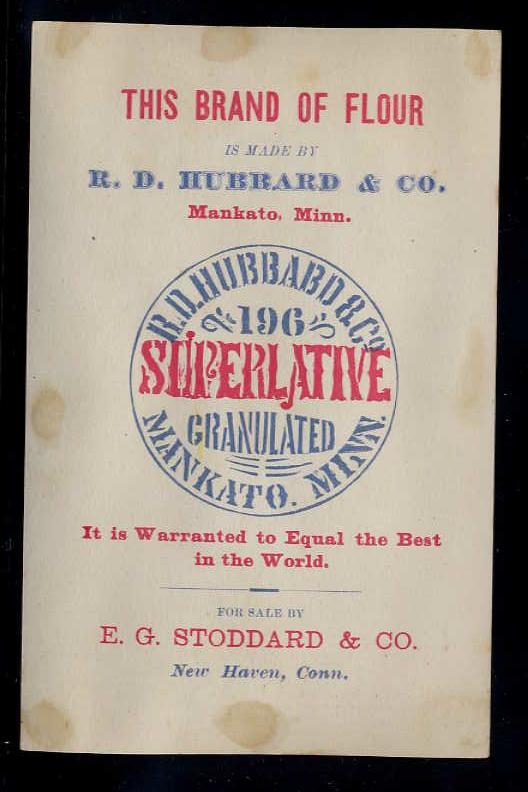 THIS BRAND OF FLOUR
IS MADE BY
R. D. HUBBARD & CO.
Mankato, Minn.
R.D. HUBBARD & Co
196
SUPERLATIVE
GRANULATED
MANKATO. MINN.
It is Warranted to Equal the Best
in the World.
FOR SALE BY
E. G. STODDARD & CO.
New Haven, Conn.